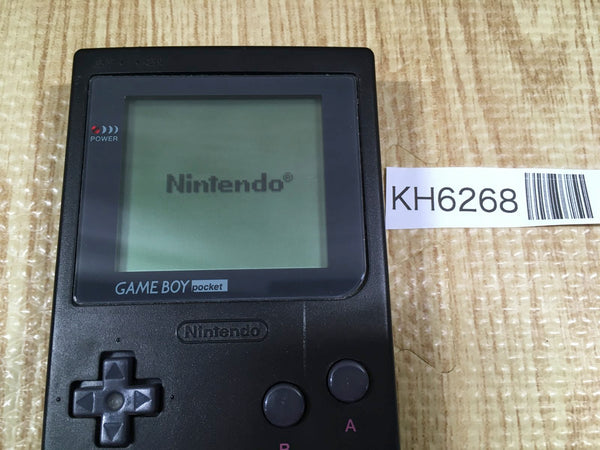 POWER
Nintendo®
KH6268
GAME BOY pocket
Nintendo
B
A